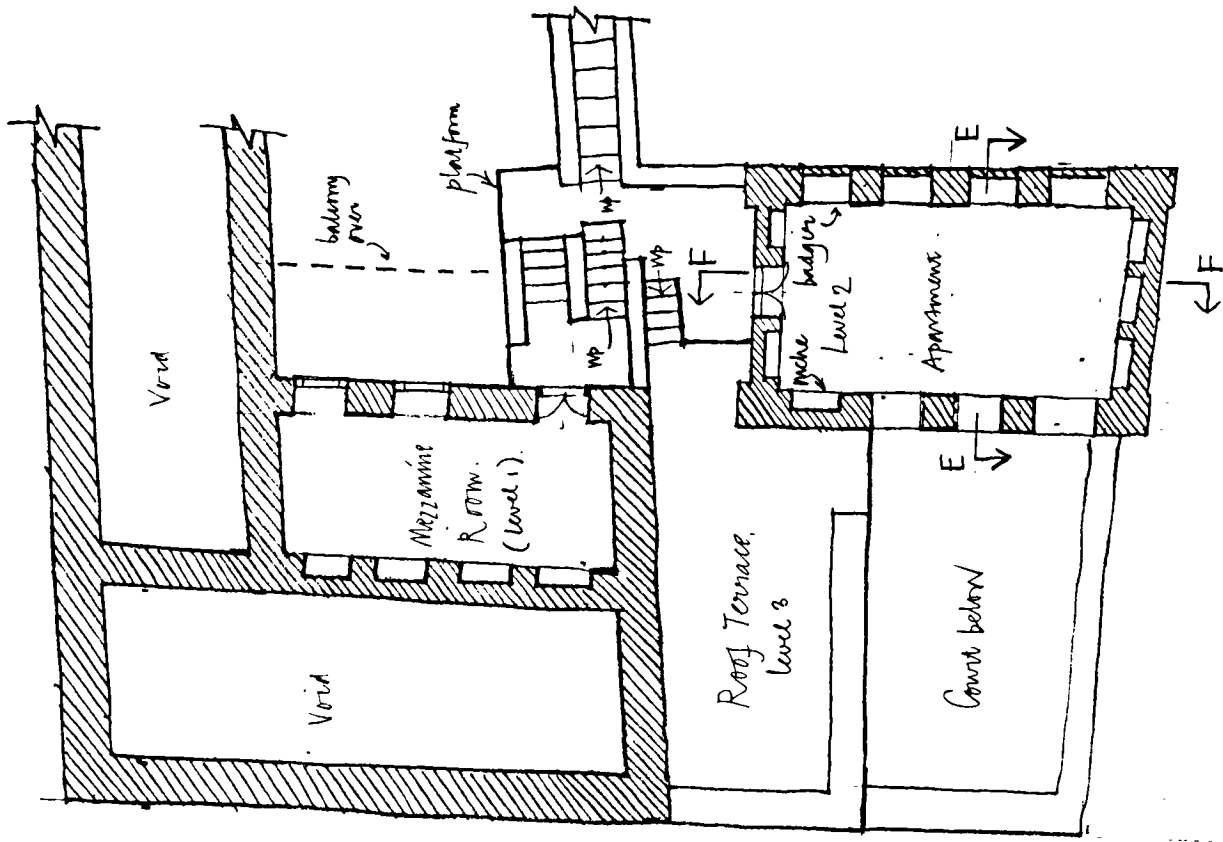 Void
balcony
over
platform
up
up
up
Mezzanine
Room.
(Level 1).
Void
niche
badgir
Level 2
Apartment
Roof Terrace.
Level 3
Court below
E
E
F
F